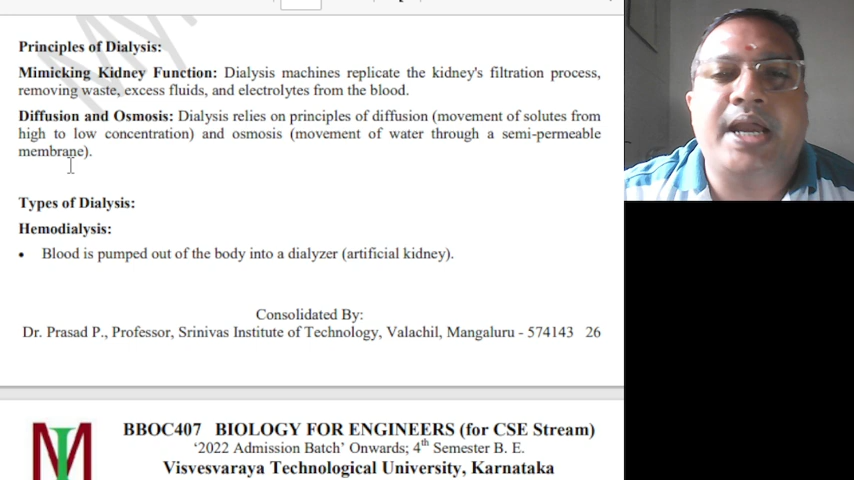 Principles of Dialysis:
Mimicking Kidney Function: Dialysis machines replicate the kidney's filtration process,
removing waste, excess fluids, and electrolytes from the blood.
Diffusion and Osmosis: Dialysis relies on principles of diffusion (movement of solutes from
high to low concentration) and osmosis (movement of water through a semi-permeable
membrane).
Types of Dialysis:
Hemodialysis:
• Blood is pumped out of the body into a dialyzer (artificial kidney).
Consolidated By:
Dr. Prasad P., Professor, Srinivas Institute of Technology, Valachil, Mangaluru - 574143 26
BBOC407 BIOLOGY FOR ENGINEERS (for CSE Stream)
‘2022 Admission Batch’ Onwards; 4th Semester B. E.
Visvesvaraya Technological University, Karnataka